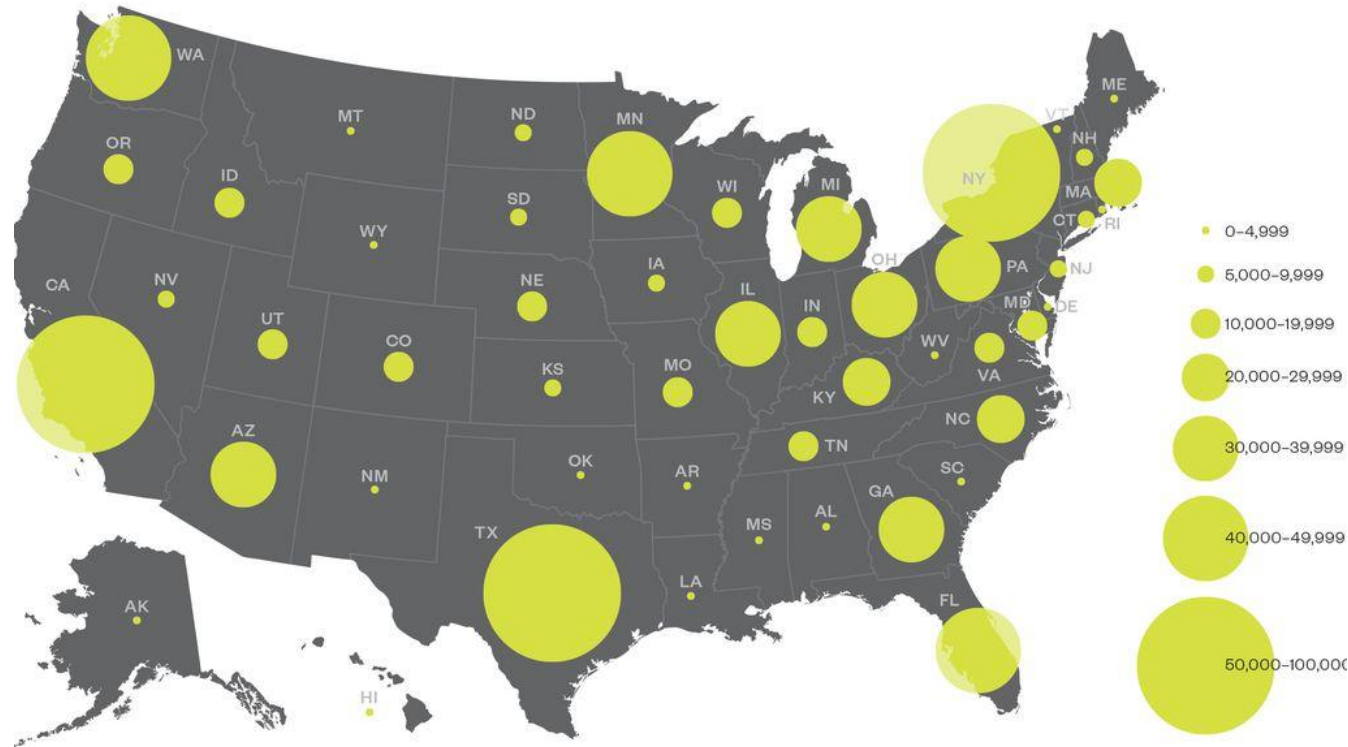 WA
OR
ID
MT
ND
MN
WI
MI
NY
VT
NH
ME
MA
CT
RI
SD
WY
NE
IA
IL
IN
OH
PA
NJ
MD
DE
CA
NV
UT
CO
KS
MO
KY
WV
VA
NC
TN
AZ
NM
OK
AR
SC
GA
AL
MS
TX
LA
FL
AK
HI
0–4,999
5,000–9,999
10,000–19,999
20,000–29,999
30,000–39,999
40,000–49,999
50,000–100,000